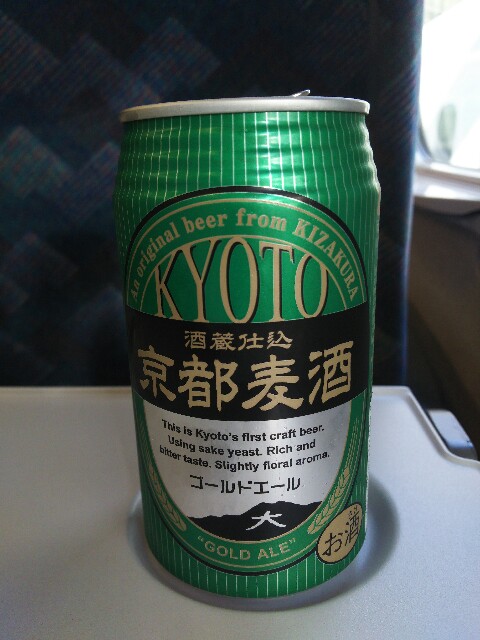 An original beer from KIZAKURA
KYOTO
酒蔵仕込
京都麦酒
This is Kyoto's first craft beer.
Using sake yeast. Rich and
bitter taste. Slightly floral aroma.
ゴールドエール
大
"GOLD ALE"
お酒